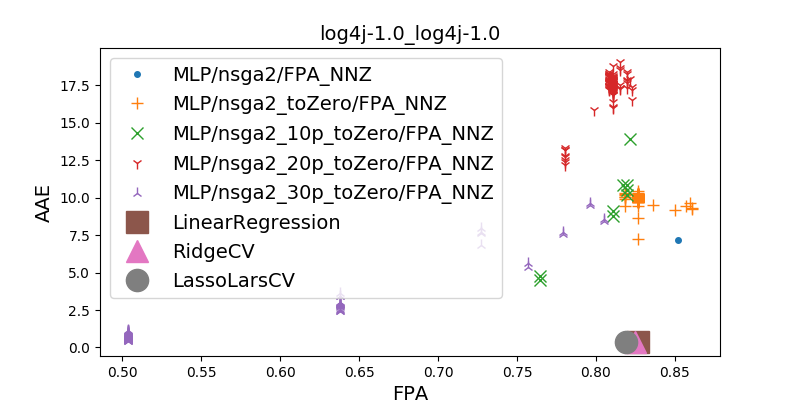 log4j-1.0_log4j-1.0
MLP/nsga2/FPA_NNZ
MLP/nsga2_toZero/FPA_NNZ
MLP/nsga2_10p_toZero/FPA_NNZ
MLP/nsga2_20p_toZero/FPA_NNZ
MLP/nsga2_30p_toZero/FPA_NNZ
LinearRegression
RidgeCV
LassoLarsCV
AAE
17.5
15.0
12.5
10.0
7.5
5.0
2.5
0.0
0.50 0.55 0.60 0.65 0.70 0.75 0.80 0.85
FPA